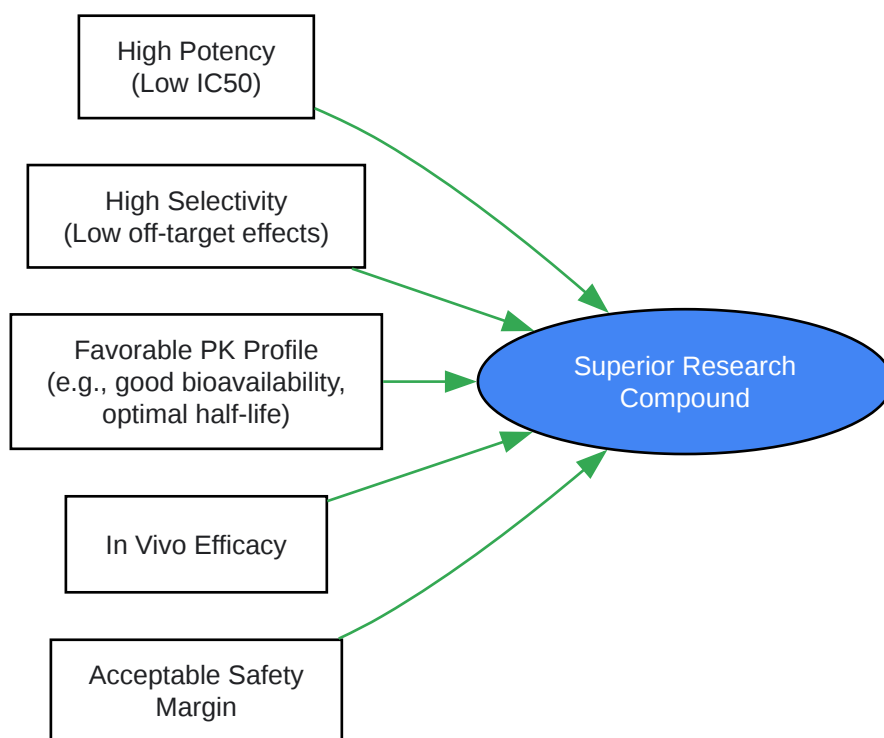 High Potency
(Low IC50)
High Selectivity
(Low off-target effects)
Favorable PK Profile
(e.g., good bioavailability,
optimal half-life)
Superior Research
Compound
In Vivo Efficacy
Acceptable Safety
Margin